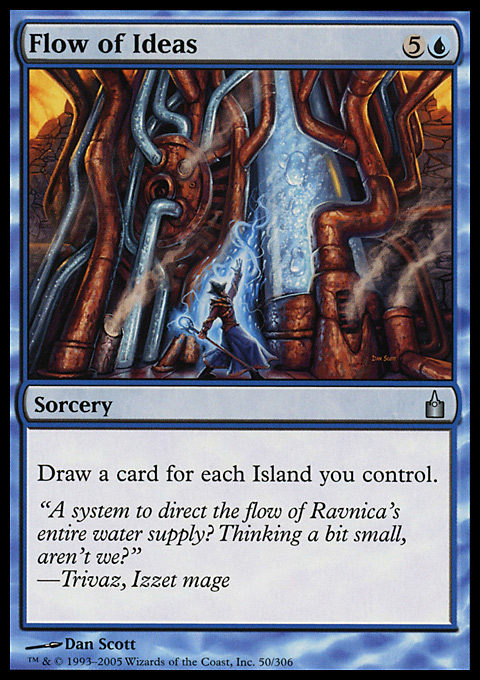 Flow of Ideas 5
DAN SCOTT
Sorcery
Draw a card for each Island you control.
“A system to direct the flow of Ravnica’s
entire water supply? Thinking a bit small,
aren’t we?”
—Trivaz, Izzet mage
Dan Scott
™ & © 1993–2005 Wizards of the Coast, Inc. 50/306